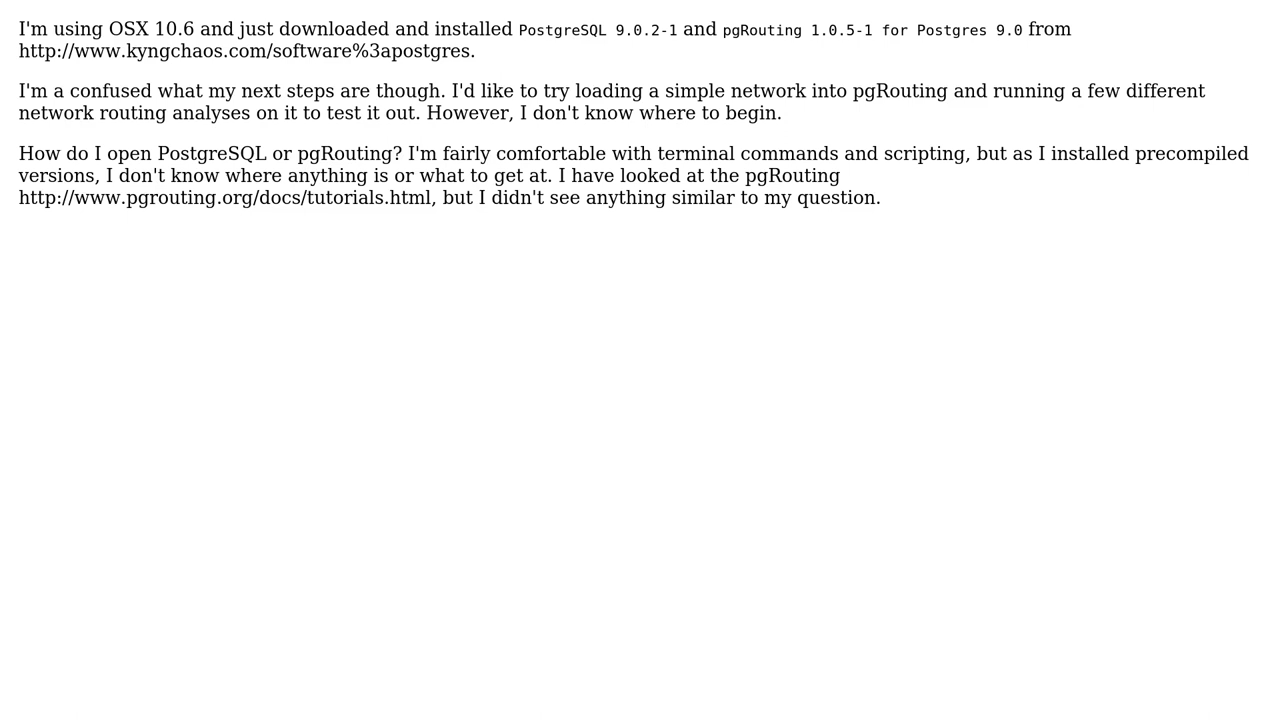 I'm using OSX 10.6 and just downloaded and installed PostgreSQL 9.0.2-1 and pgRouting 1.0.5-1 for Postgres 9.0 from
http://www.kyngchaos.com/software%3apostgres.
I'm a confused what my next steps are though. I'd like to try loading a simple network into pgRouting and running a few different
network routing analyses on it to test it out. However, I don't know where to begin.
How do I open PostgreSQL or pgRouting? I'm fairly comfortable with terminal commands and scripting, but as I installed precompiled
versions, I don't know where anything is or what to get at. I have looked at the pgRouting
http://www.pgrouting.org/docs/tutorials.html, but I didn't see anything similar to my question.